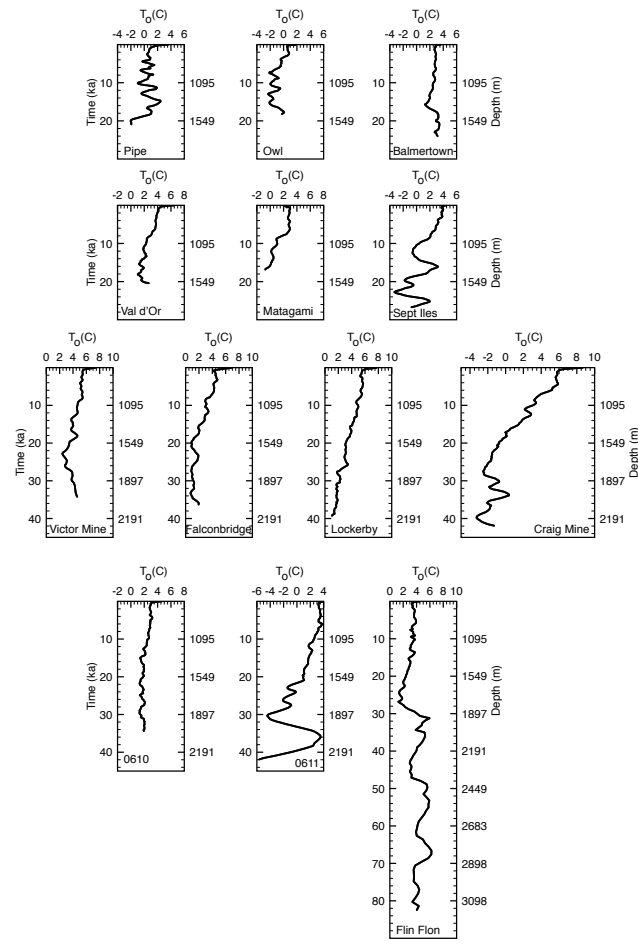 T₀(C) T₀(C) T₀(C)
-4 -2 0 2 4 6 -4 -2 0 2 4 6 -4 -2 0 2 4 6
Time (ka) 10 1095 10 1095 10 1095 Depth (m)
20 1549 20 1549 20 1549
Pipe Owl Balmertown
T₀(C) T₀(C) T₀(C)
-2 0 2 4 6 8 -2 0 2 4 6 8 -4 -2 0 2 4 6
Time (ka) 10 1095 10 1095 10 1095 Depth (m)
20 1549 20 1549 20 1549
Val d'Or Matagami Sept Iles
T₀(C) T₀(C) T₀(C) T₀(C)
0 2 4 6 8 10 0 2 4 6 8 10 0 2 4 6 8 10 -4 -2 0 2 4 6 8 10
10 1095 10 1095 10 1095 10 1095
Time (ka) 20 1549 20 1549 20 1549 20 1549 Depth (m)
30 1897 30 1897 30 1897 30 1897
40 2191 40 2191 40 2191 40 2191
Victor Mine Falconbridge Lockerby Craig Mine
T₀(C) T₀(C) T₀(C)
-2 0 2 4 6 8 -6 -4 -2 0 2 4 0 2 4 6 8 10
10 1095 10 1095 10 1095
Time (ka) 20 1549 20 1549 20 1549 Depth (m)
30 1897 30 1897 30 1897
40 2191 40 2191 40 2191
0610 0611
50 2449
60 2683
70 2898
80 3098
Flin Flon